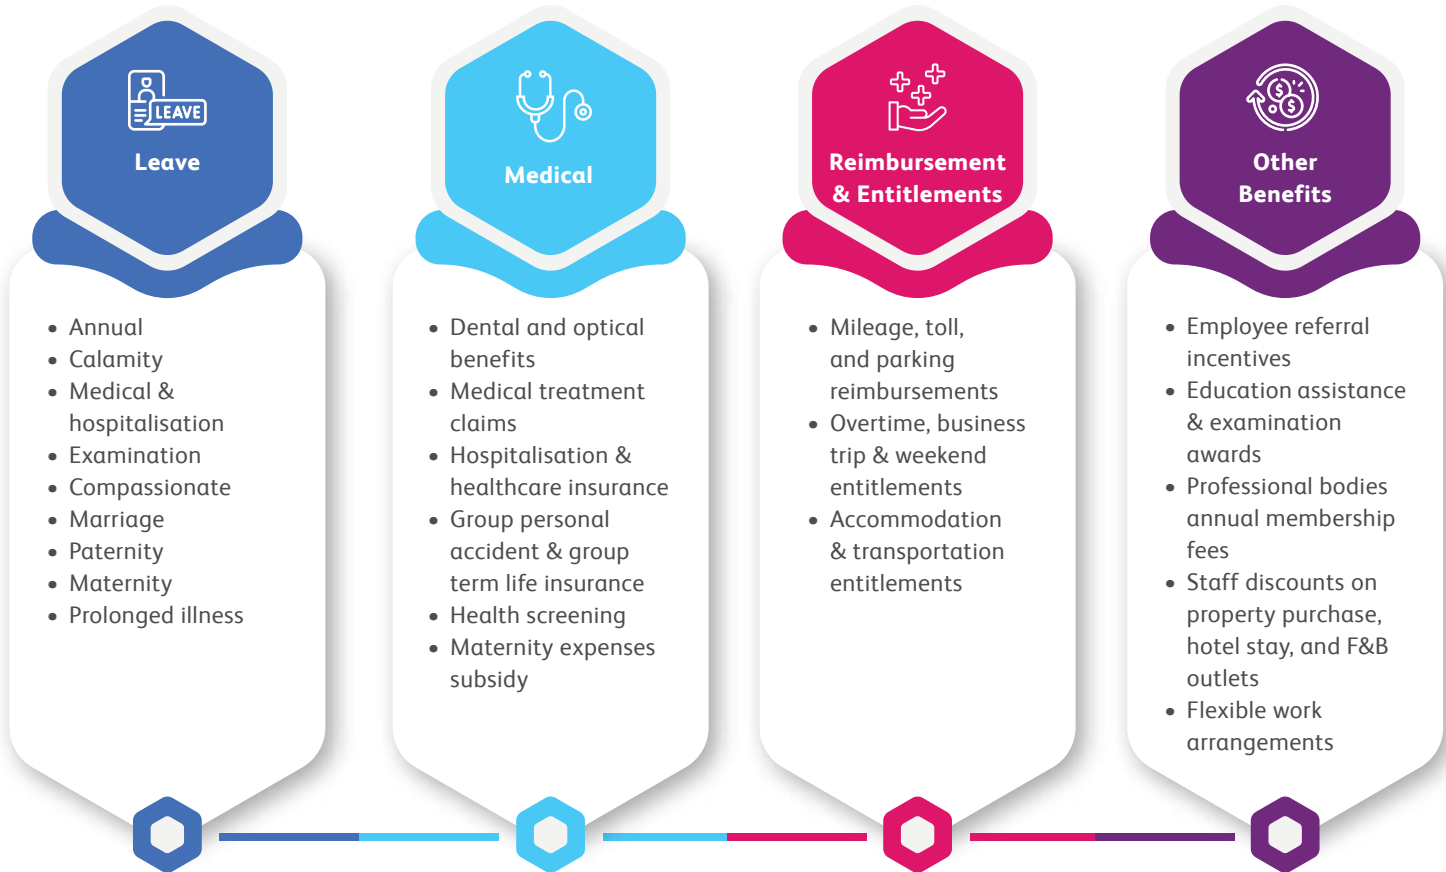 LEAVE
Leave
• Annual
• Calamity
• Medical &
hospitalisation
• Examination
• Compassionate
• Marriage
• Paternity
• Maternity
• Prolonged illness
Medical
• Dental and optical
benefits
• Medical treatment
claims
• Hospitalisation &
healthcare insurance
• Group personal
accident & group
term life insurance
• Health screening
• Maternity expenses
subsidy
Reimbursement
& Entitlements
• Mileage, toll,
and parking
reimbursements
• Overtime, business
trip & weekend
entitlements
• Accommodation
& transportation
entitlements
$
$
Other
Benefits
• Employee referral
incentives
• Education assistance
& examination
awards
• Professional bodies
annual membership
fees
• Staff discounts on
property purchase,
hotel stay, and F&B
outlets
• Flexible work
arrangements